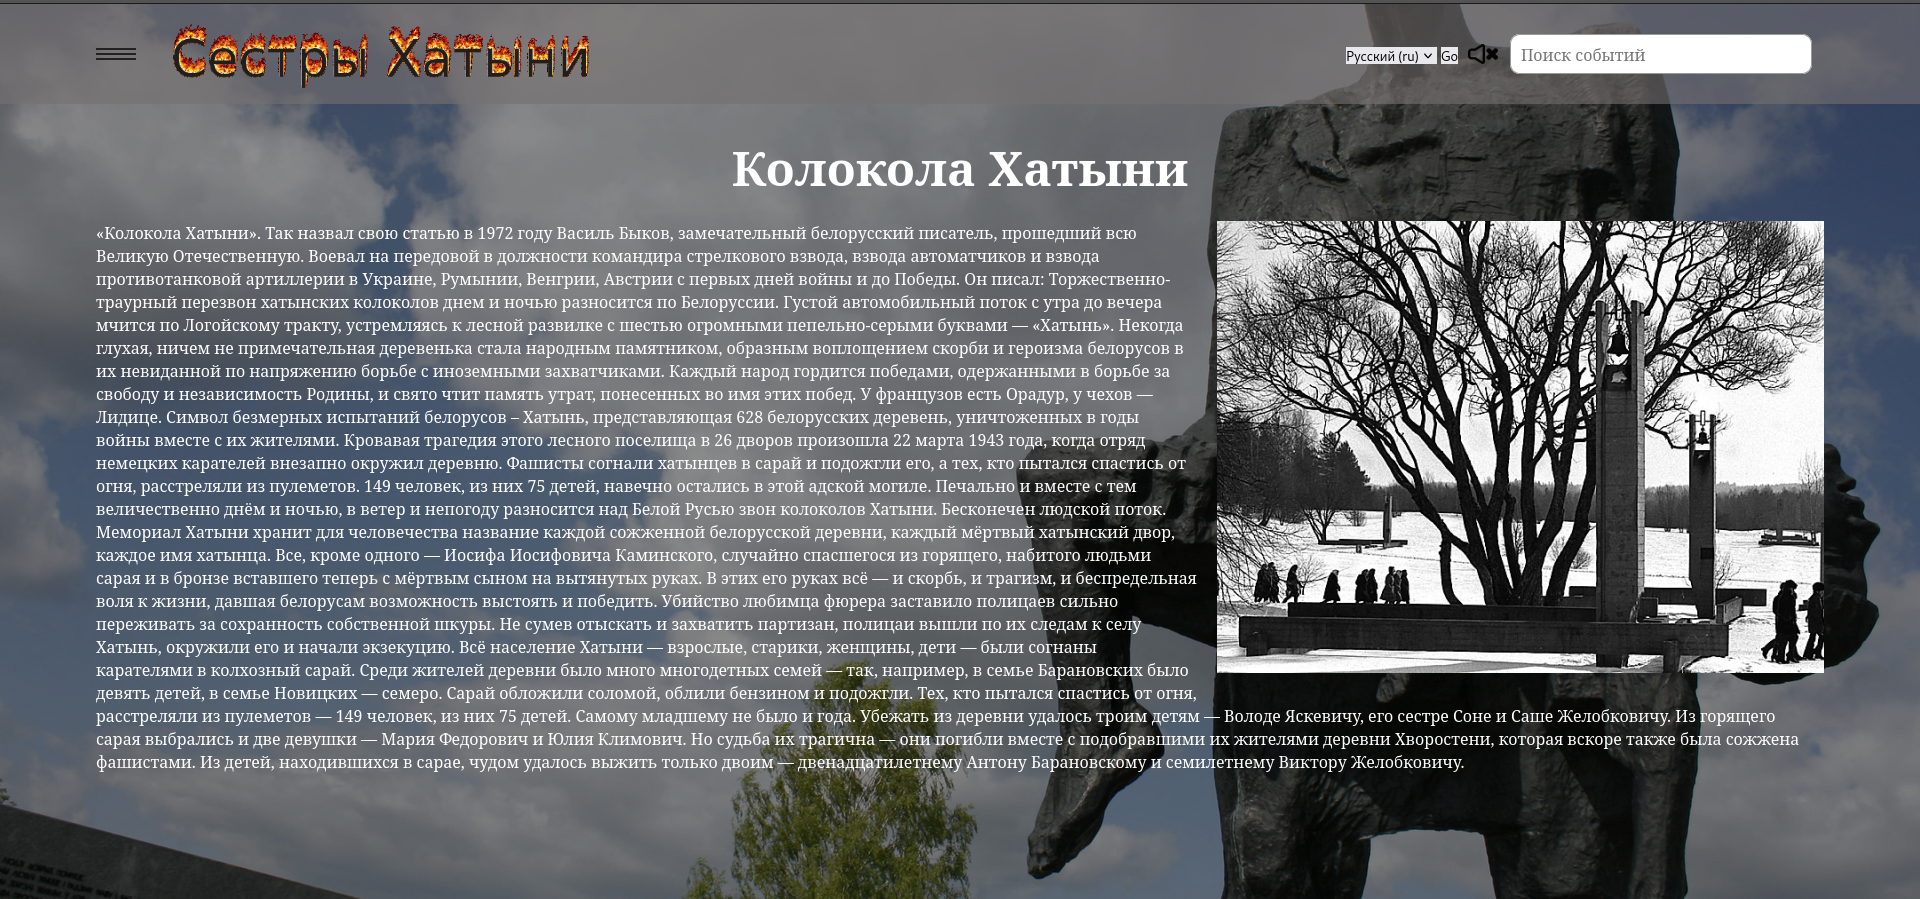 Сестры Хатыни
Русский (ru)
Go
Поиск событий
Колокола Хатыни
«Колокола Хатыни». Так назвал свою статью в 1972 году Василь Быков, замечательный белорусский писатель, прошедший всю
Великую Отечественную. Воевал на передовой в должности командира стрелкового взвода, взвода автоматчиков и взвода
противотанковой артиллерии в Украине, Румынии, Венгрии, Австрии с первых дней войны и до Победы. Он писал: Торжественно-
траурный перезвон хатынских колоколов днем и ночью разносится по Белоруссии. Густой автомобильный поток с утра до вечера
мчится по Логойскому тракту, устремляясь к лесной развилке с шестью огромными пепельно-серыми буквами — «Хатынь». Некогда
глухая, ничем не примечательная деревенька стала народным памятником, образным воплощением скорби и героизма белорусов в
их невиданной по напряжению борьбе с иноземными захватчиками. Каждый народ гордится победами, одержанными в борьбе за
свободу и независимость Родины, и свято чтит память утрат, понесенных во имя этих побед. У французов есть Орадур, у чехов —
Лидице. Символ безмерных испытаний белорусов – Хатынь, представляющая 628 белорусских деревень, уничтоженных в годы
войны вместе с их жителями. Кровавая трагедия этого лесного поселища в 26 дворов произошла 22 марта 1943 года, когда отряд
немецких карателей внезапно окружил деревню. Фашисты согнали хатынцев в сарай и подожгли его, а тех, кто пытался спастись от
огня, расстреляли из пулеметов. 149 человек, из них 75 детей, навечно остались в этой адской могиле. Печально и вместе с тем
величественно днём и ночью, в ветер и непогоду разносится над Белой Русью звон колоколов Хатыни. Бесконечен людской поток.
Мемориал Хатыни хранит для человечества название каждой сожженной белорусской деревни, каждый мёртвый хатынский двор,
каждое имя хатынца. Все, кроме одного — Иосифа Иосифовича Каминского, случайно спасшегося из горящего, набитого людьми
сарая и в бронзе вставшего теперь с мёртвым сыном на вытянутых руках. В этих его руках всё — и скорбь, и трагизм, и беспредельная
воля к жизни, давшая белорусам возможность выстоять и победить. Убийство любимца фюрера заставило полицаев сильно
переживать за сохранность собственной шкуры. Не сумев отыскать и захватить партизан, полицаи вышли по их следам к селу
Хатынь, окружили его и начали экзекуцию. Всё население Хатыни — взрослые, старики, женщины, дети — были согнаны
карателями в колхозный сарай. Среди жителей деревни было много многодетных семей — так, например, в семье Барановских было
девять детей, в семье Новицких — семеро. Сарай обложили соломой, облили бензином и подожгли. Тех, кто пытался спастись от огня,
расстреляли из пулеметов — 149 человек, из них 75 детей. Самому младшему не было и года. Убежать из деревни удалось троим детям — Володе Яскевичу, его сестре Соне и Саше Желобковичу. Из горящего
сарая выбрались и две девушки — Мария Федорович и Юлия Климович. Но судьба их трагична — они погибли вместе с подобравшими их жителями деревни Хворостени, которая вскоре также была сожжена
фашистами. Из детей, находившихся в сарае, чудом удалось выжить только двоим — двенадцатилетнему Антону Барановскому и семилетнему Виктору Желобковичу.